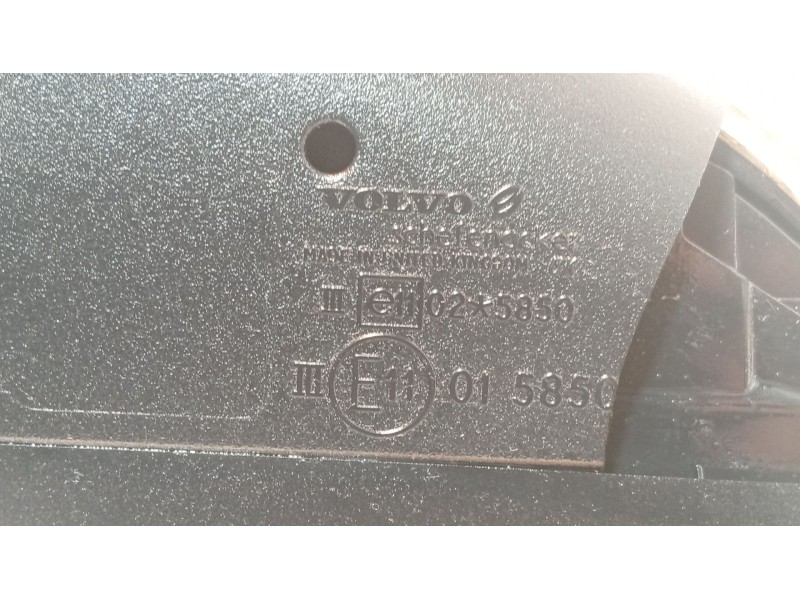 VOLVO
Schefenacker
MADE IN UNITED KINGDOM
III e11 02*5850
III E11 01 5850